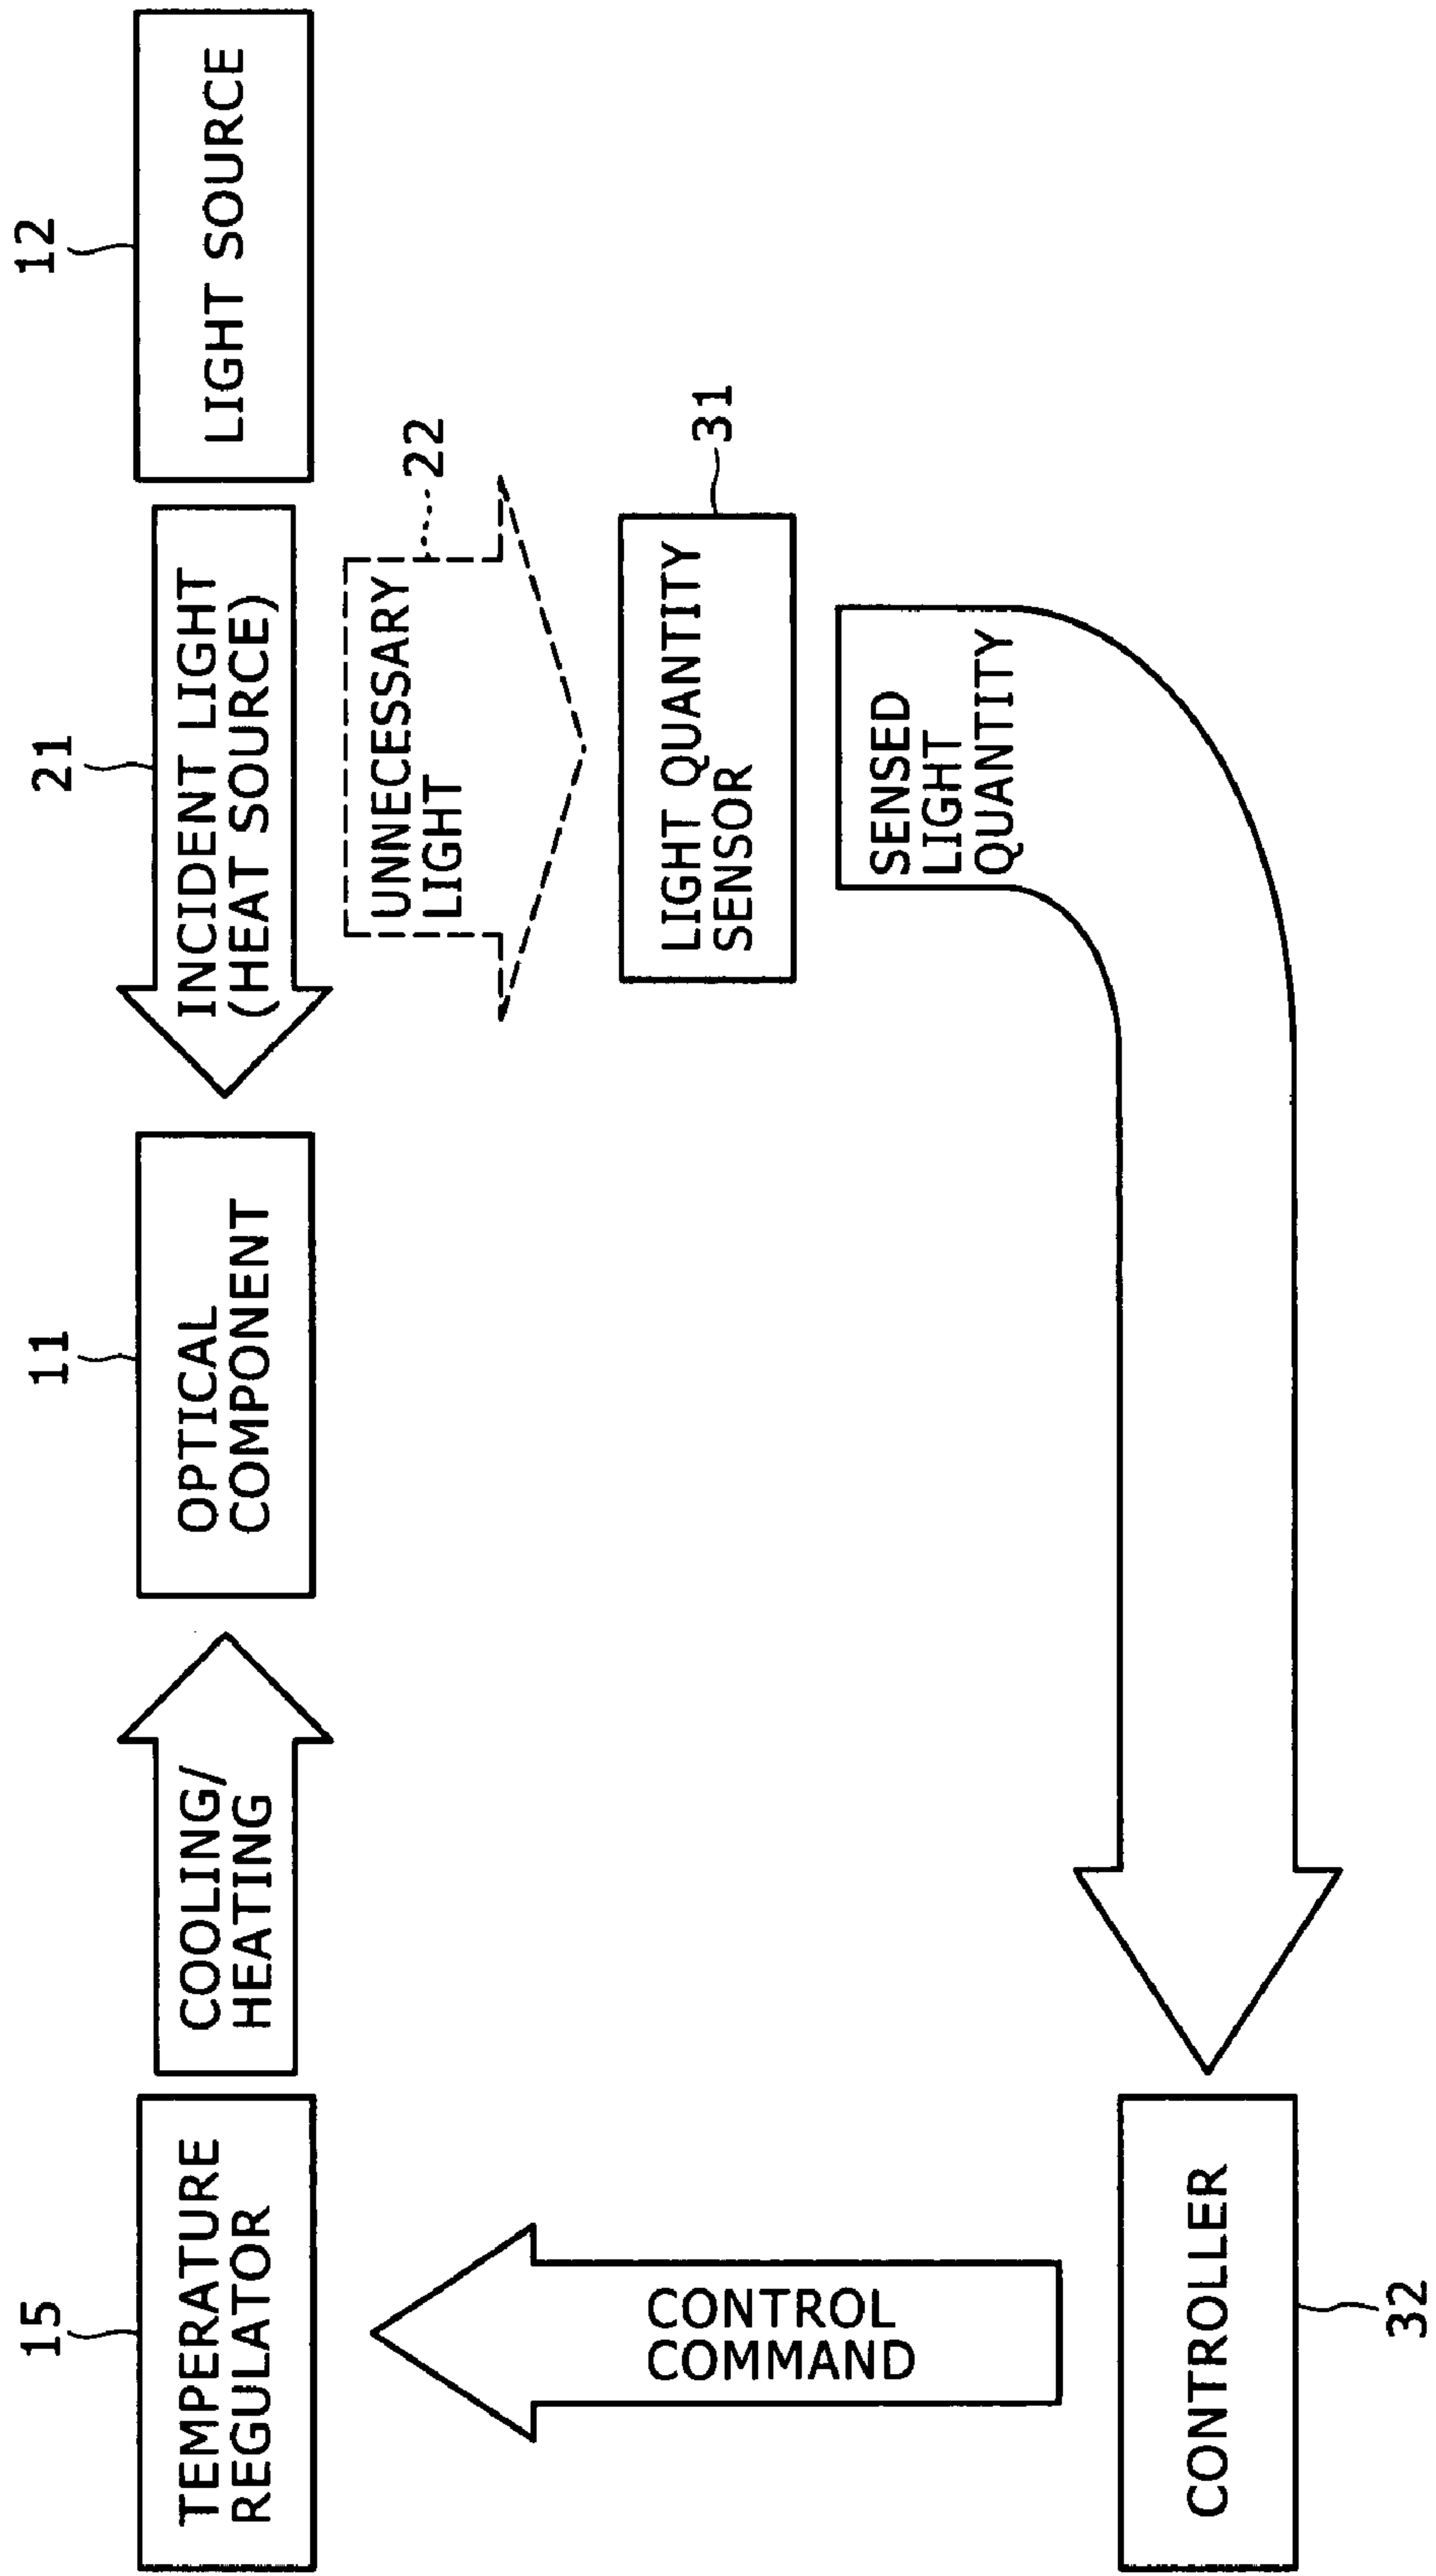 15
TEMPERATURE
REGULATOR
COOLING/
HEATING
11
OPTICAL
COMPONENT
21
INCIDENT LIGHT
(HEAT SOURCE)
12
LIGHT SOURCE
UNNECESSARY
LIGHT
22
LIGHT QUANTITY
SENSOR
31
SENSED
LIGHT
QUANTITY
CONTROL
COMMAND
CONTROLLER
32